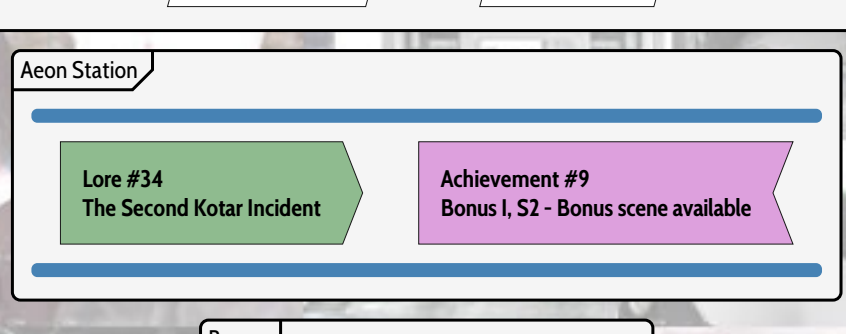 Aeon Station
Lore #34
The Second Kotar Incident
Achievement #9
Bonus I, S2 - Bonus scene available